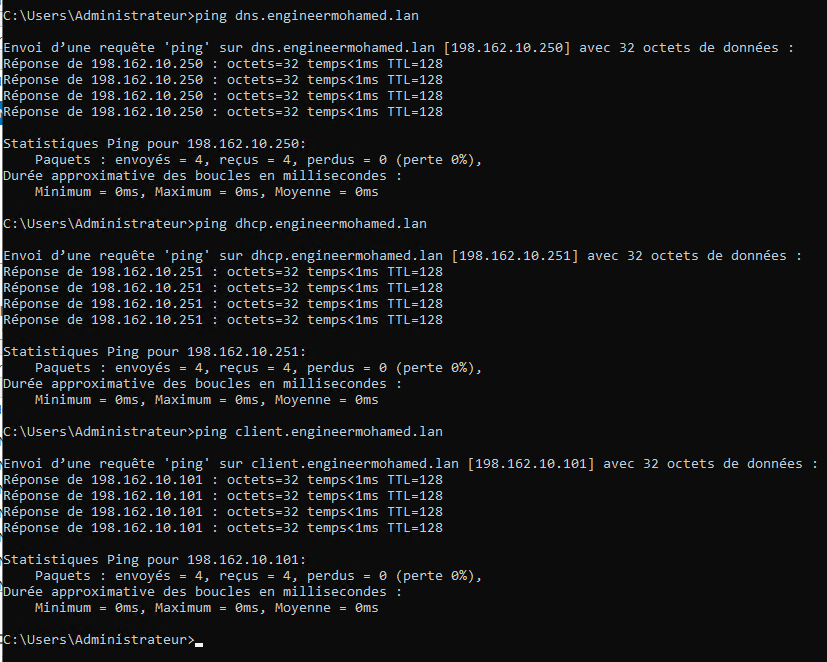 C:\Users\Administrateur>ping dns.engineermohamed.lan
Envoi d’une requête 'ping' sur dns.engineermohamed.lan [198.162.10.250] avec 32 octets de données :
Réponse de 198.162.10.250 : octets=32 temps<1ms TTL=128
Réponse de 198.162.10.250 : octets=32 temps<1ms TTL=128
Réponse de 198.162.10.250 : octets=32 temps<1ms TTL=128
Réponse de 198.162.10.250 : octets=32 temps<1ms TTL=128
Statistiques Ping pour 198.162.10.250:
    Paquets : envoyés = 4, reçus = 4, perdus = 0 (perte 0%),
Durée approximative des boucles en millisecondes :
    Minimum = 0ms, Maximum = 0ms, Moyenne = 0ms
C:\Users\Administrateur>ping dhcp.engineermohamed.lan
Envoi d’une requête 'ping' sur dhcp.engineermohamed.lan [198.162.10.251] avec 32 octets de données :
Réponse de 198.162.10.251 : octets=32 temps<1ms TTL=128
Réponse de 198.162.10.251 : octets=32 temps<1ms TTL=128
Réponse de 198.162.10.251 : octets=32 temps<1ms TTL=128
Réponse de 198.162.10.251 : octets=32 temps<1ms TTL=128
Statistiques Ping pour 198.162.10.251:
    Paquets : envoyés = 4, reçus = 4, perdus = 0 (perte 0%),
Durée approximative des boucles en millisecondes :
    Minimum = 0ms, Maximum = 0ms, Moyenne = 0ms
C:\Users\Administrateur>ping client.engineermohamed.lan
Envoi d’une requête 'ping' sur client.engineermohamed.lan [198.162.10.101] avec 32 octets de données :
Réponse de 198.162.10.101 : octets=32 temps<1ms TTL=128
Réponse de 198.162.10.101 : octets=32 temps<1ms TTL=128
Réponse de 198.162.10.101 : octets=32 temps<1ms TTL=128
Réponse de 198.162.10.101 : octets=32 temps<1ms TTL=128
Statistiques Ping pour 198.162.10.101:
    Paquets : envoyés = 4, reçus = 4, perdus = 0 (perte 0%),
Durée approximative des boucles en millisecondes :
    Minimum = 0ms, Maximum = 0ms, Moyenne = 0ms
C:\Users\Administrateur>